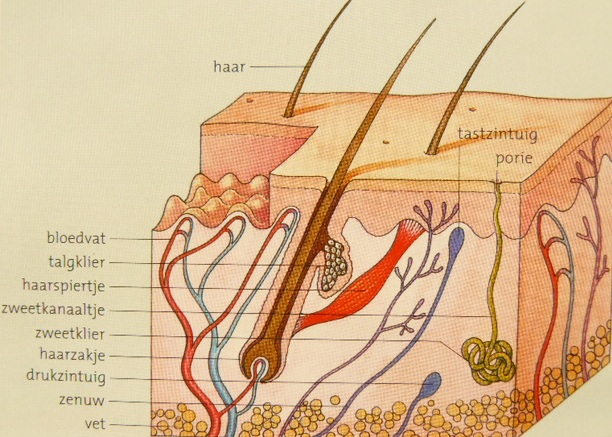 haar
tastzintuig
porie
bloedvat
talgklier
haarspiertje
zweetkanaaltje
zweetklier
haarzakje
drukzintuig
zenuw
vet